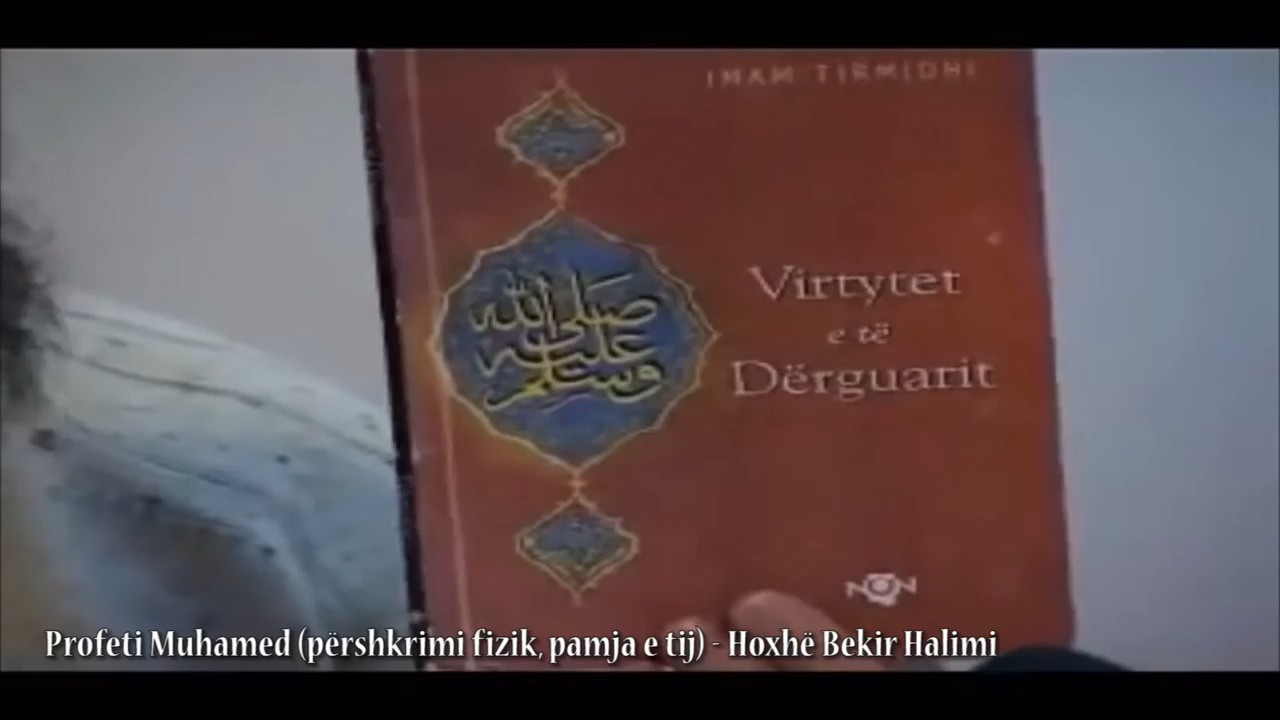 IMAM TIRMIDHI
صلى الله
عليه
وسلم
Virtytet
e të
Dërguarit
NUN
Profeti Muhamed (përshkrimi fizik, pamja e tij) - Hoxhë Bekir Halimi